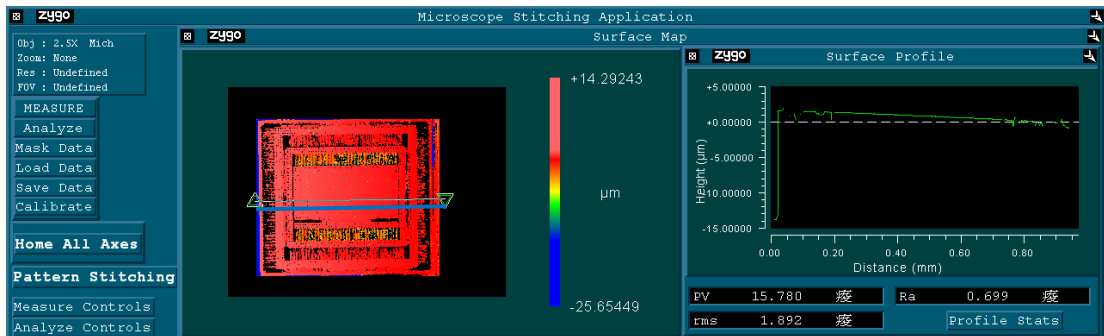 zygo Microscope Stitching Application
Obj : 2.5X Mich
Zoom: None
Res : Undefined
FOV : Undefined
MEASURE
Analyze
Mask Data
Load Data
Save Data
Calibrate
Home All Axes
Pattern Stitching
Measure Controls
Analyze Controls
zygo Surface Map
+14.29243
µm
-25.65449
zygo Surface Profile
Height (µm)
+5.00000
+0.00000
-5.00000
-10.00000
-15.00000
0.00 0.20 0.40 0.60 0.80
Distance (mm)
PV 15.780 痿
Ra 0.699 痿
rms 1.892 痿
Profile Stats